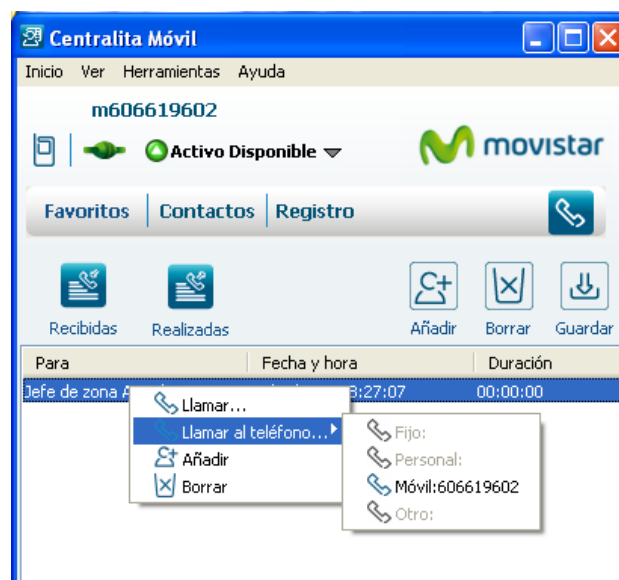 Centralita Móvil
Inicio Ver Herramientas Ayuda
m606619602
Activo Disponible
movistar
Favoritos Contactos Registro
Recibidas Realizadas Añadir Borrar Guardar
Para Fecha y hora Duración
Jefe de zona 8:27:07 00:00:00
Llamar...
Llamar al teléfono... Fijo:
Añadir Personal:
Borrar Móvil:606619602
Otro: